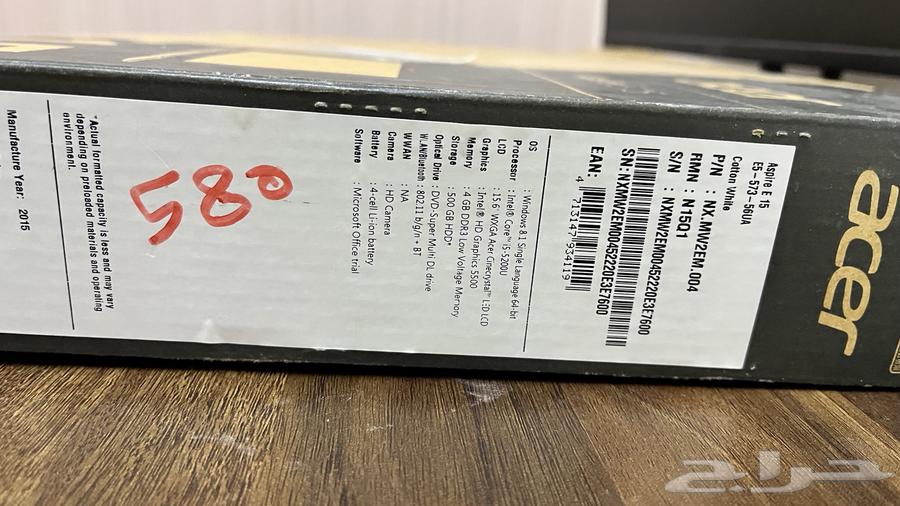 acer
Aspire E 15
E5-573-56UA
Cotton White
P/N : NX.MW2EM.004
RMN : N15Q1
S/N : NXMW2EM00452220E3E7600
SN:NXMW2EM00452220E3E7600
EAN: 4 713147 934119
OS : Windows 8.1 Single Language 64-bit
Processor : Intel® Core™ i5-5200U
LCD : 15.6" WXGA Acer Cinecrystal™ LED LCD
Graphics : Intel® HD Graphics 5500
Memory : 4 GB DDR3 Low Voltage Memory
Storage : 500 GB HDD*
Optical Drive : DVD-Super Multi DL drive
WLAN/Bluetooth : 802.11 b/g/n + BT
WWAN : NA
Camera : HD Camera
Battery : 4-cell Li-ion battery
Software : Microsoft Office trial
580
*Actual formatted capacity is less and may vary
depending on preloaded materials and operating
environment.
Manufacture Year: 2015
حراج